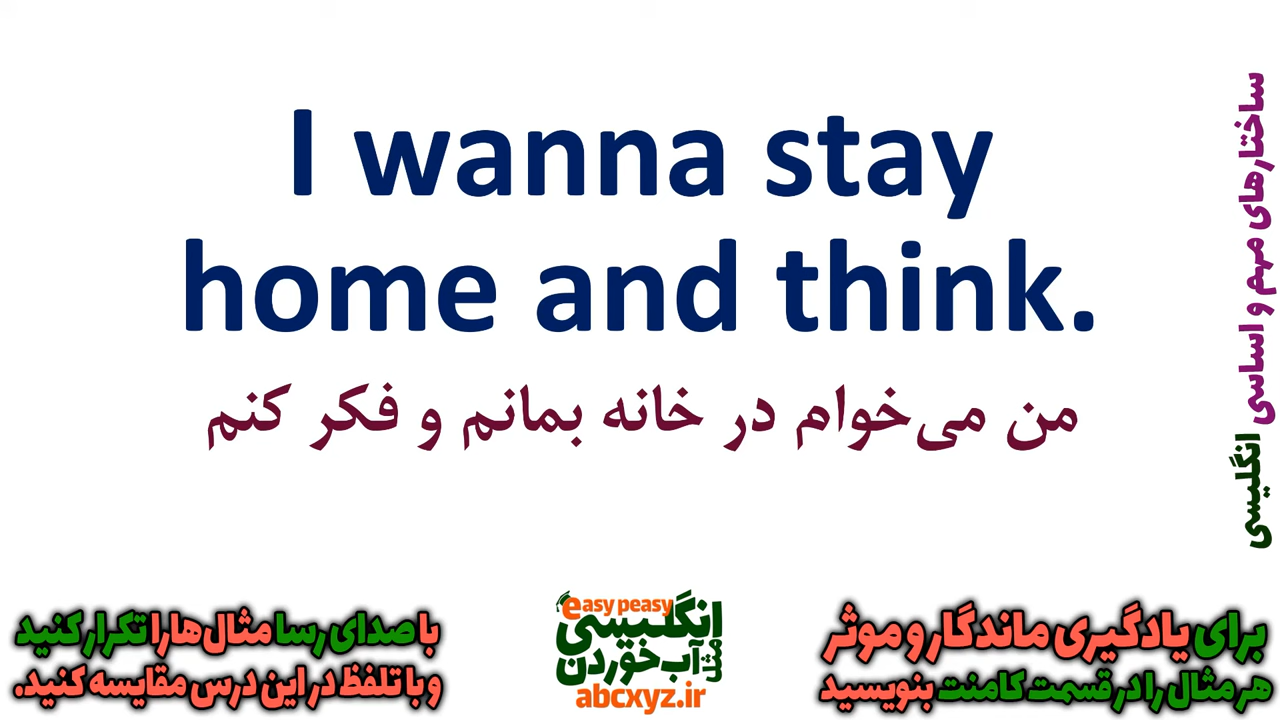 I wanna stay
home and think.
من می‌خوام در خانه بمانم و فکر کنم
ساختارهای مهم و اساسی انگلیسی
برای یادگیری ماندگار و موثر
هر مثال را در قسمت کامنت بنویسید
easy peasy
انگلیسی
مثل
آب خوردن
abcxyz.ir
با صدای رسا مثال‌ها را تکرار کنید
و با تلفظ در این درس مقایسه کنید.